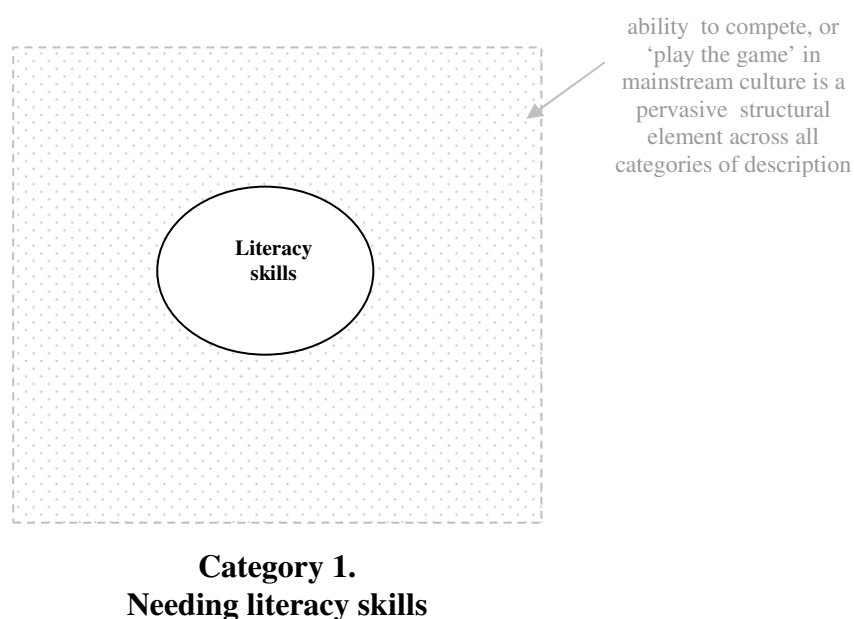 ability to compete, or
‘play the game’ in
mainstream culture is a
pervasive structural
element across all
categories of description
Literacy
skills
Category 1.
Needing literacy skills